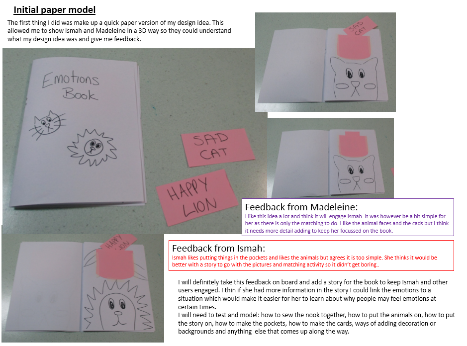 Initial paper model
The first thing I did was make up a quick paper version of my design idea. This
allowed me to show Ismah and Madeleine in a 3D way so they could understand
what my design idea was and give me feedback.
Emotions
Book
SAD
CAT
HAPPY
LION
Feedback from Madeleine:
I like this idea a lot and think it will engage Ismah. It was however be a bit simple for
her as there is only the matching to do. I like the animal faces and the cards but I think
it needs more detail adding to keep her focussed on the book.
Feedback from Ismah:
Ismah likes putting things in the pockets and likes the animals but agrees it is too simple. She thinks it would be
better with a story to go with the pictures and matching activity so it didn't get boring..
I will definitely take this feedback on board and add a story for the book to keep Ismah and other
users engaged. I thin if she had more information in the story I could link the emotions to a
situation which would make it easier for her to learn about why people may feel emotions at
certain times.
I will need to test and model: how to sew the nook together, how to put the animals on, how to put
the story on, how to make the pockets, how to make the cards, ways of adding decoration or
backgrounds and anything else that comes up along the way.